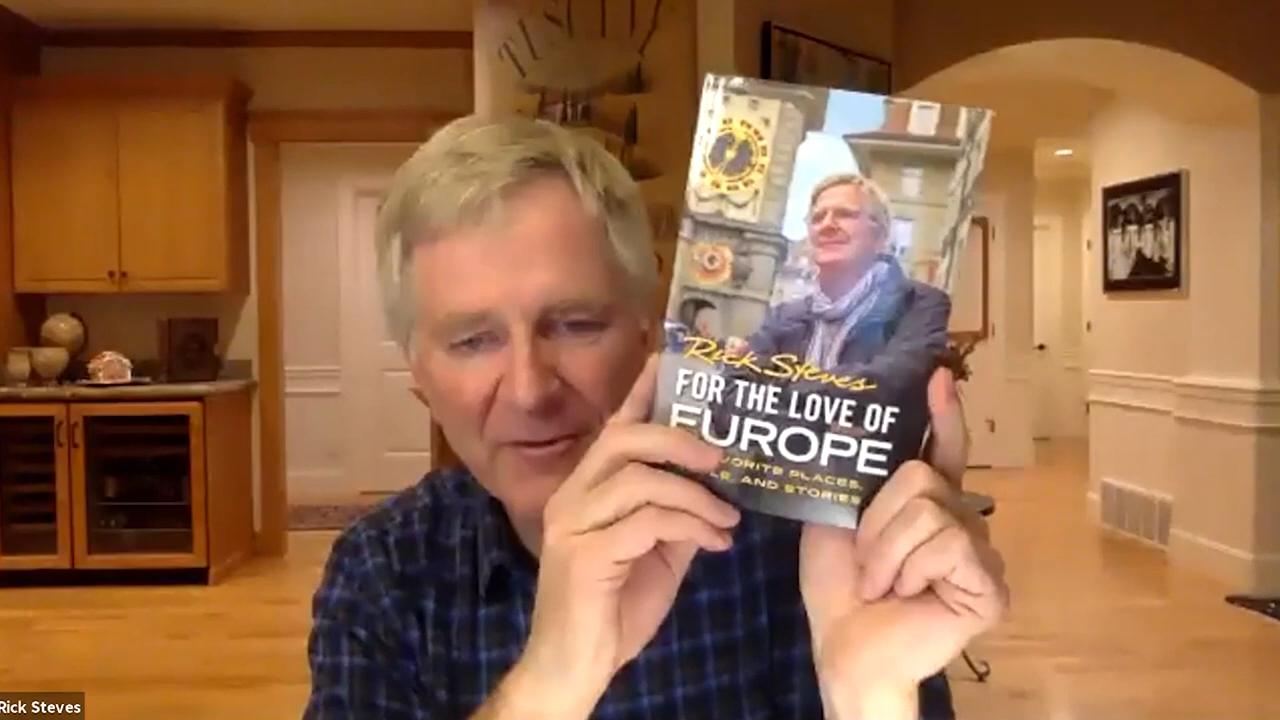 Rick Steves
FOR THE LOVE OF
EUROPE
PLACES,
AND STORIES
Rick Steves